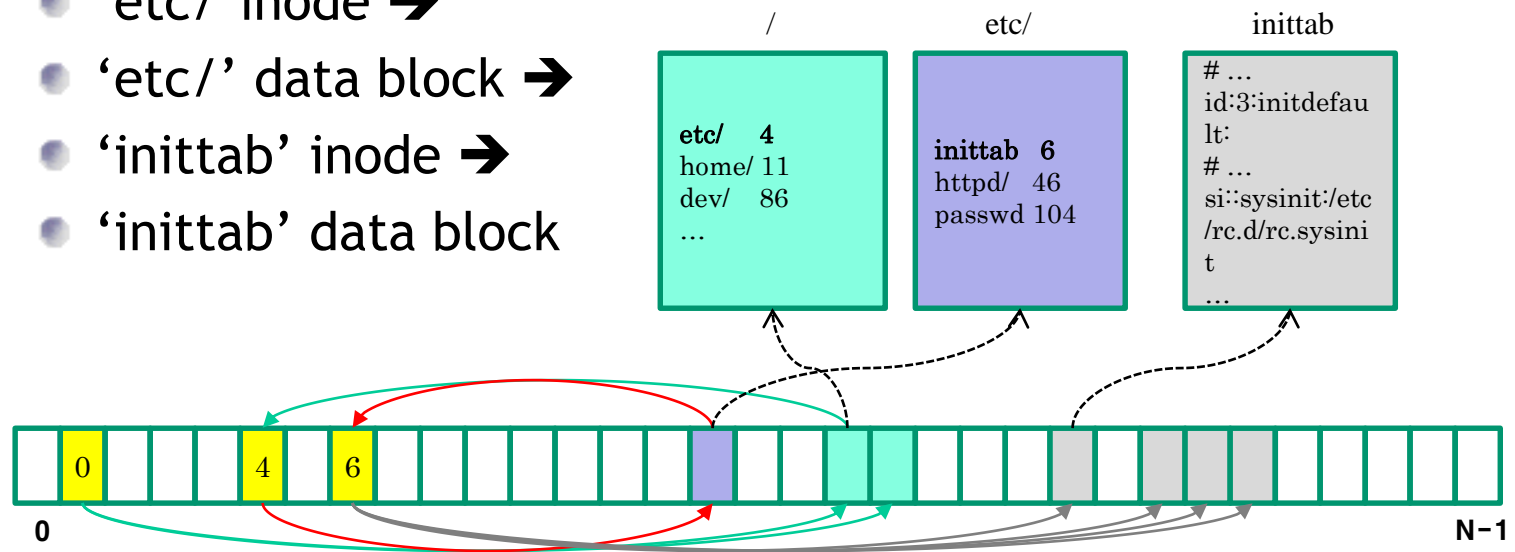 ‘etc/’ inode ➔
‘etc/’ data block ➔
‘inittab’ inode ➔
‘inittab’ data block
/
etc/ 4
home/ 11
dev/ 86
…
etc/
inittab 6
httpd/ 46
passwd 104
inittab
# …
id:3:initdefau
lt:
# …
si::sysinit:/etc
/rc.d/rc.sysini
t
…
0 4 6
0 N-1